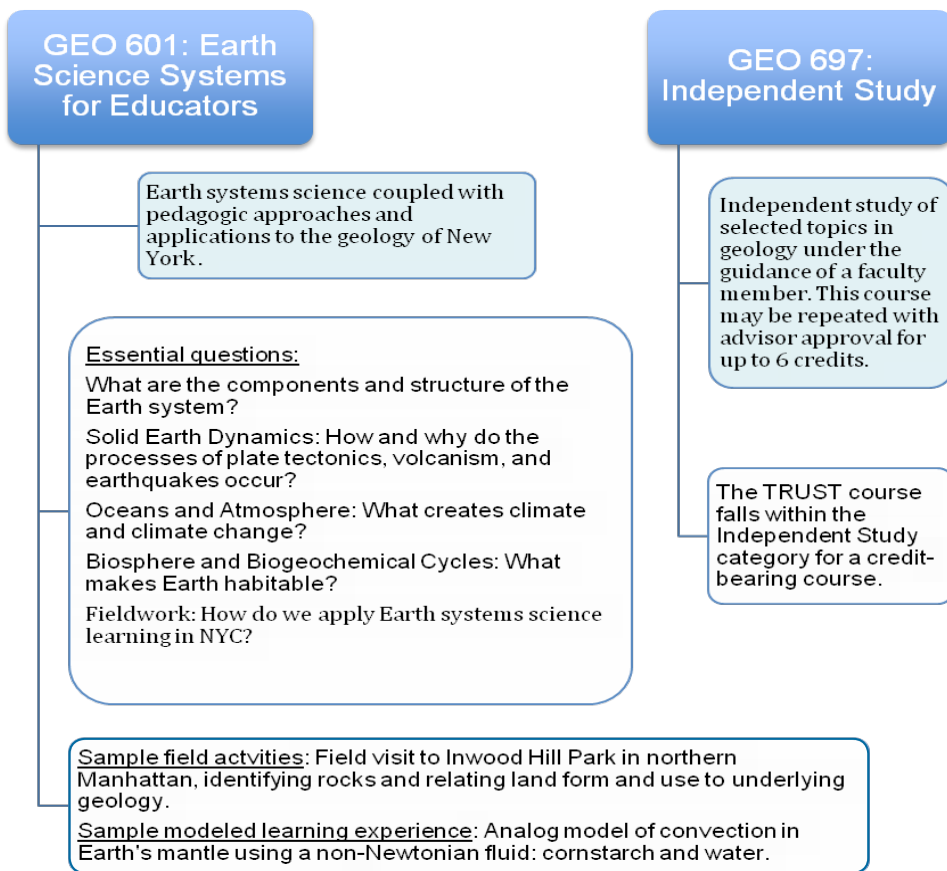 GEO 601: Earth
Science Systems
for Educators
Earth systems science coupled with
pedagogic approaches and
applications to the geology of New
York.
Essential questions:
What are the components and structure of the
Earth system?
Solid Earth Dynamics: How and why do the
processes of plate tectonics, volcanism, and
earthquakes occur?
Oceans and Atmosphere: What creates climate
and climate change?
Biosphere and Biogeochemical Cycles: What
makes Earth habitable?
Fieldwork: How do we apply Earth systems science
learning in NYC?
Sample field actvities: Field visit to Inwood Hill Park in northern
Manhattan, identifying rocks and relating land form and use to underlying
geology.
Sample modeled learning experience: Analog model of convection in
Earth's mantle using a non-Newtonian fluid: cornstarch and water.
GEO 697:
Independent Study
Independent study of
selected topics in
geology under the
guidance of a faculty
member. This course
may be repeated with
advisor approval for
up to 6 credits.
The TRUST course
falls within the
Independent Study
category for a credit-
bearing course.